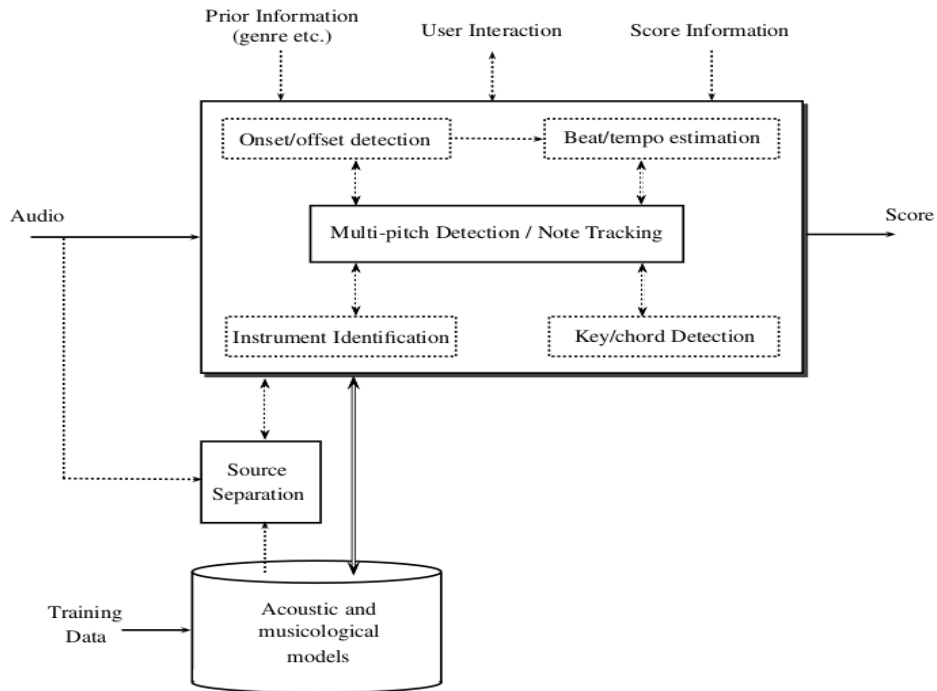 Prior Information
(genre etc.)
User Interaction
Score Information
Onset/offset detection
Beat/tempo estimation
Audio
Multi-pitch Detection / Note Tracking
Score
Instrument Identification
Key/chord Detection
Source
Separation
Training
Data
Acoustic and
musicological
models